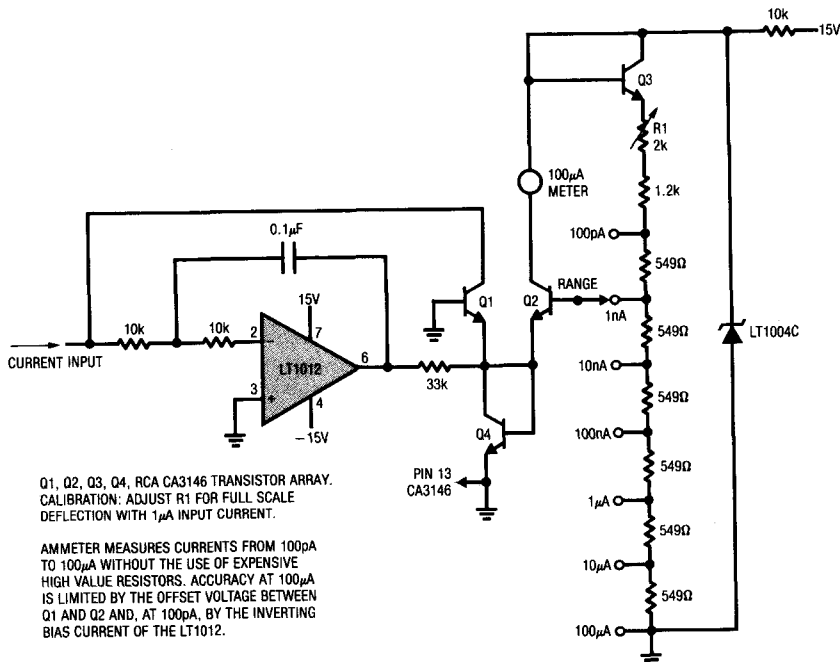 10k
15V
Q3
R1
2k
100µA
METER
1.2k
0.1µF
100pA
549Ω
RANGE
Q1
Q2
1nA
15V
10k
10k
2
7
LT1004C
549Ω
CURRENT INPUT
LT1012
6
33k
10nA
3
4
549Ω
-15V
100nA
Q4
549Ω
PIN 13
CA3146
1µA
549Ω
10µA
549Ω
100µA
Q1, Q2, Q3, Q4, RCA CA3146 TRANSISTOR ARRAY.
CALIBRATION: ADJUST R1 FOR FULL SCALE
DEFLECTION WITH 1µA INPUT CURRENT.
AMMETER MEASURES CURRENTS FROM 100pA
TO 100µA WITHOUT THE USE OF EXPENSIVE
HIGH VALUE RESISTORS. ACCURACY AT 100µA
IS LIMITED BY THE OFFSET VOLTAGE BETWEEN
Q1 AND Q2 AND, AT 100pA, BY THE INVERTING
BIAS CURRENT OF THE LT1012.